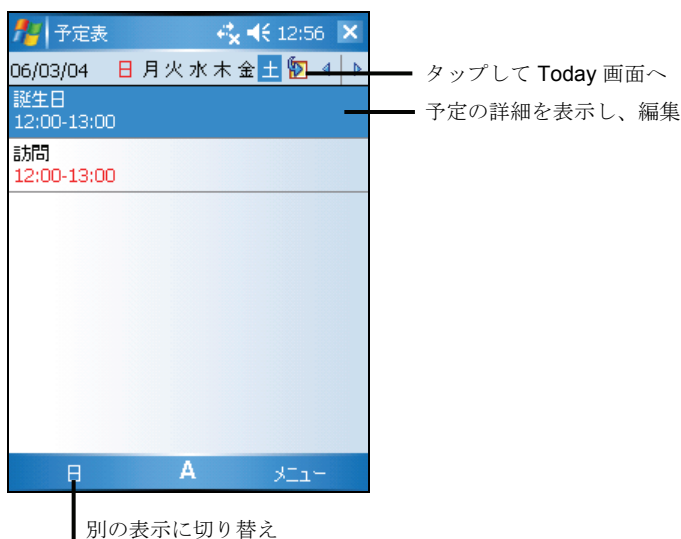 予定表 12:56
06/03/04 日 月 火 水 木 金 土
タップして Today 画面へ
誕生日
12:00-13:00
予定の詳細を表示し、編集
訪問
12:00-13:00
日 A メニュー
別の表示に切り替え